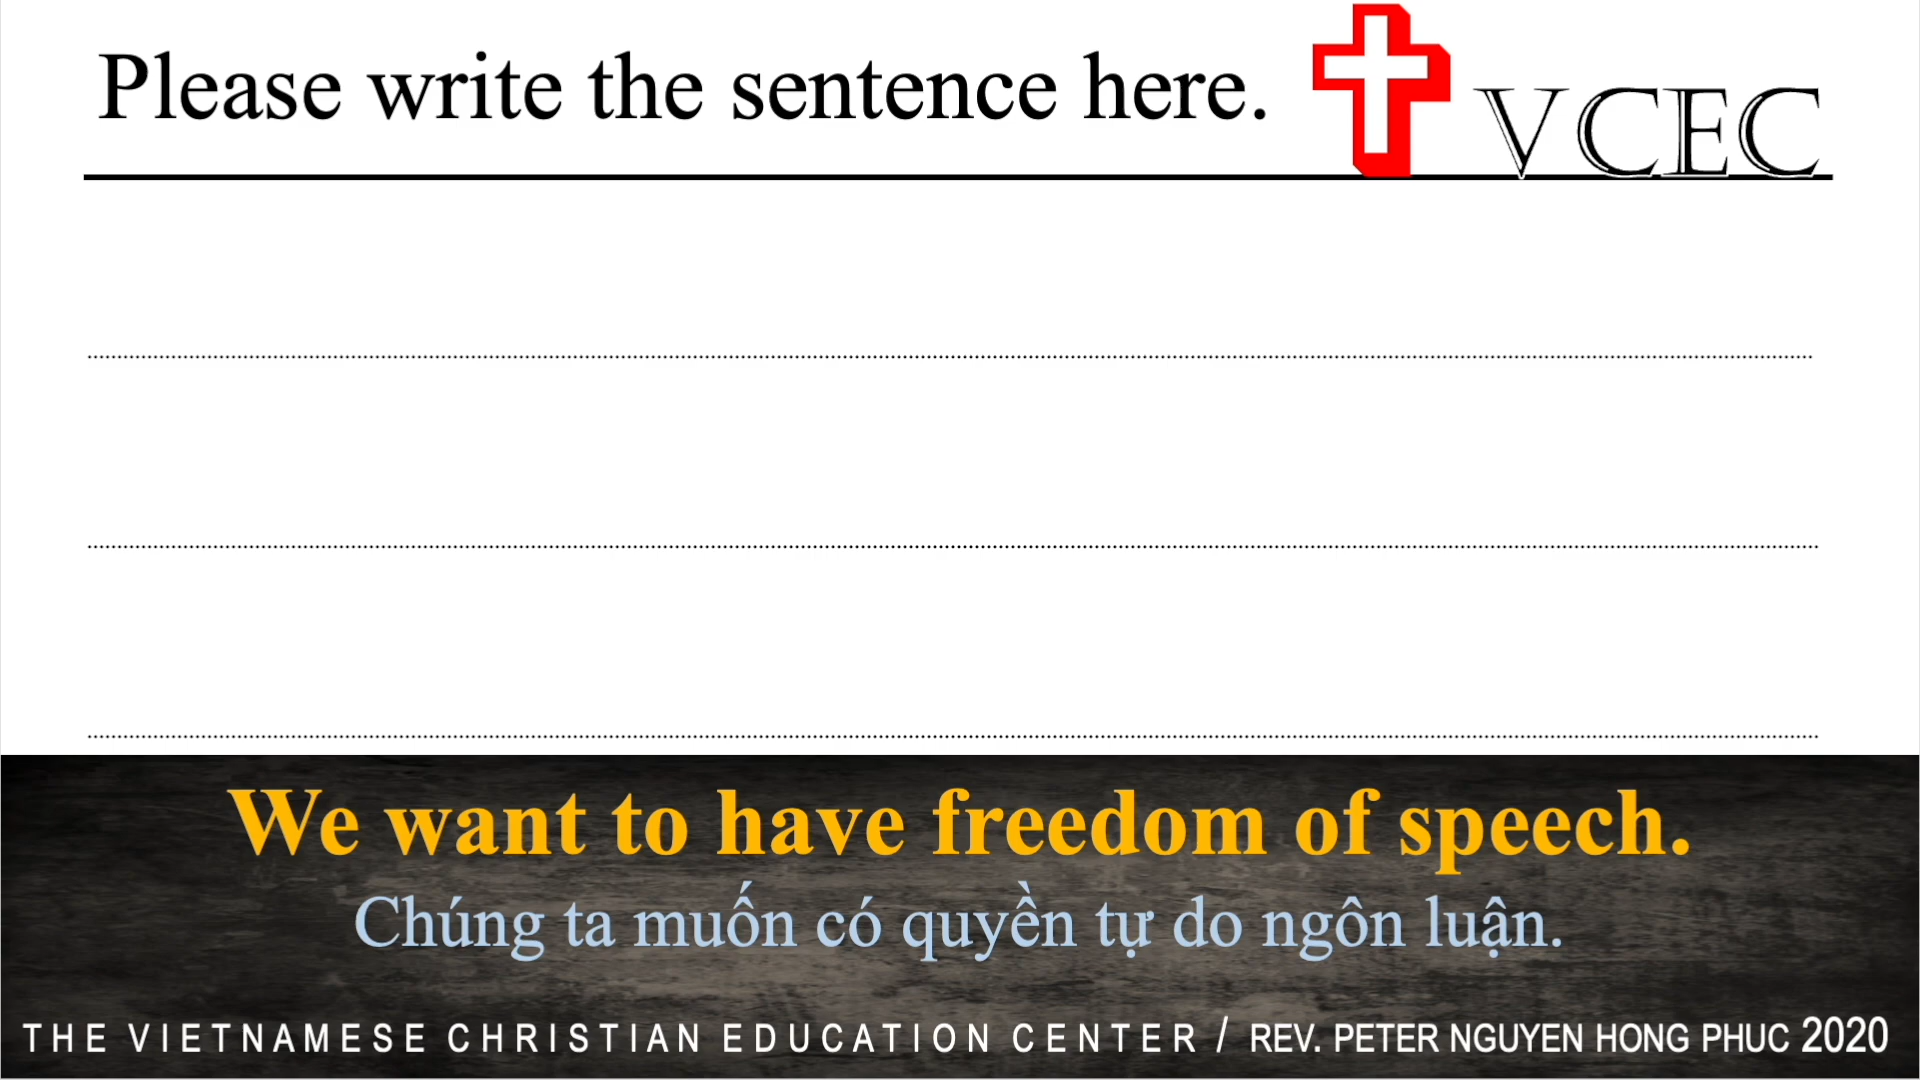 Please write the sentence here.
VCEC
We want to have freedom of speech.
Chúng ta muốn có quyền tự do ngôn luận.
THE VIETNAMESE CHRISTIAN EDUCATION CENTER / REV. PETER NGUYEN HONG PHUC 2020